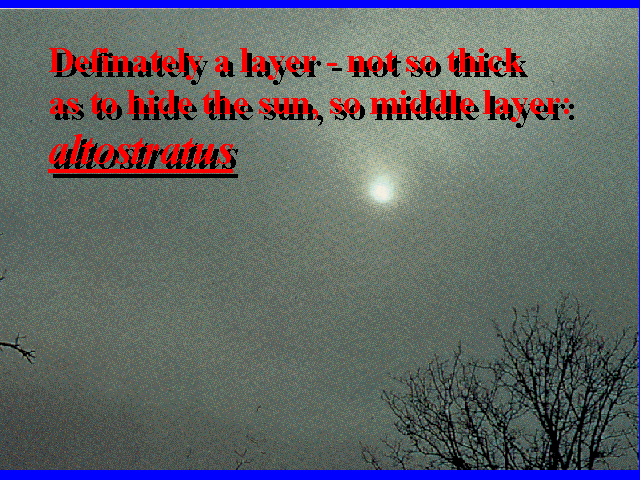 Definately a layer - not so thick
as to hide the sun, so middle layer:
altostratus